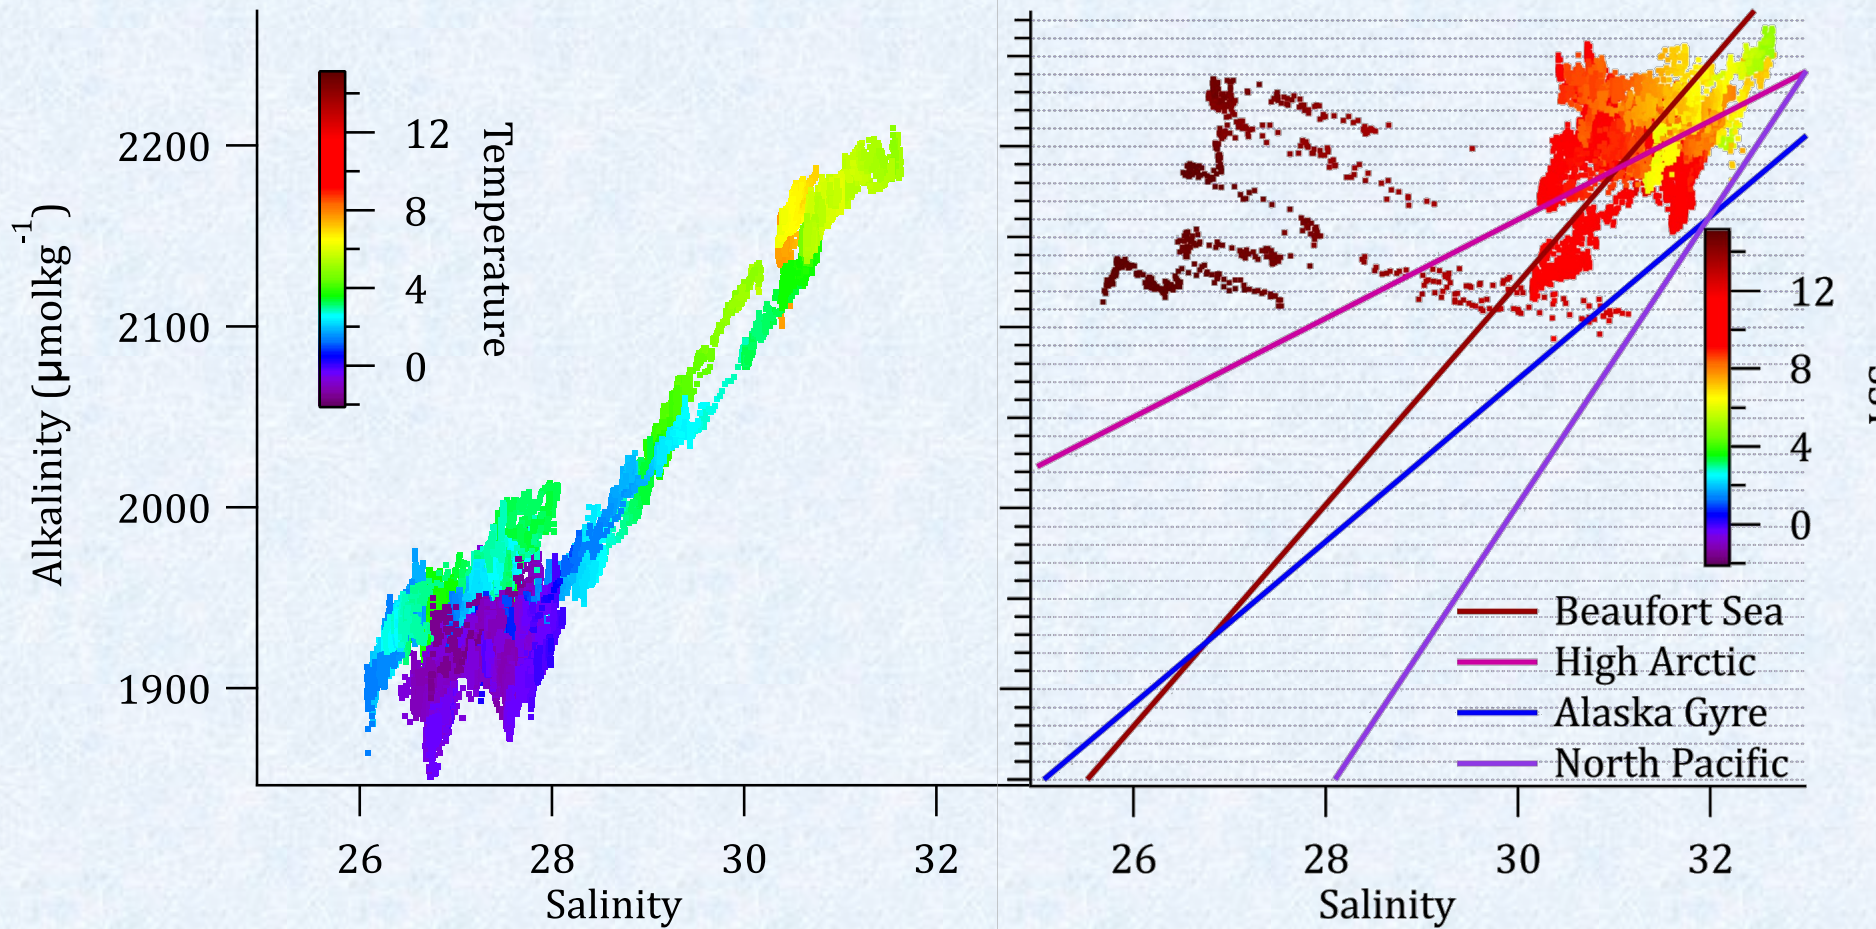 Alkalinity (µmolkg-1)
2200
2100
2000
1900
12
8
4
0
Temperature
26
28
30
32
Salinity
12
8
4
0
Beaufort Sea
High Arctic
Alaska Gyre
North Pacific
26
28
30
32
Salinity